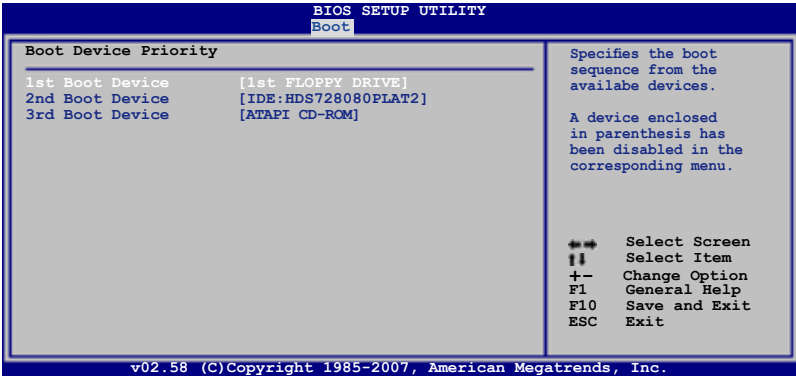 BIOS SETUP UTILITY
Boot
Boot Device Priority
1st Boot Device [1st FLOPPY DRIVE]
2nd Boot Device [IDE:HDS728080PLAT2]
3rd Boot Device [ATAPI CD-ROM]
Specifies the boot
sequence from the
availabe devices.
A device enclosed
in parenthesis has
been disabled in the
corresponding menu.
←→ Select Screen
↑↓ Select Item
+- Change Option
F1 General Help
F10 Save and Exit
ESC Exit
v02.58 (C)Copyright 1985-2007, American Megatrends, Inc.